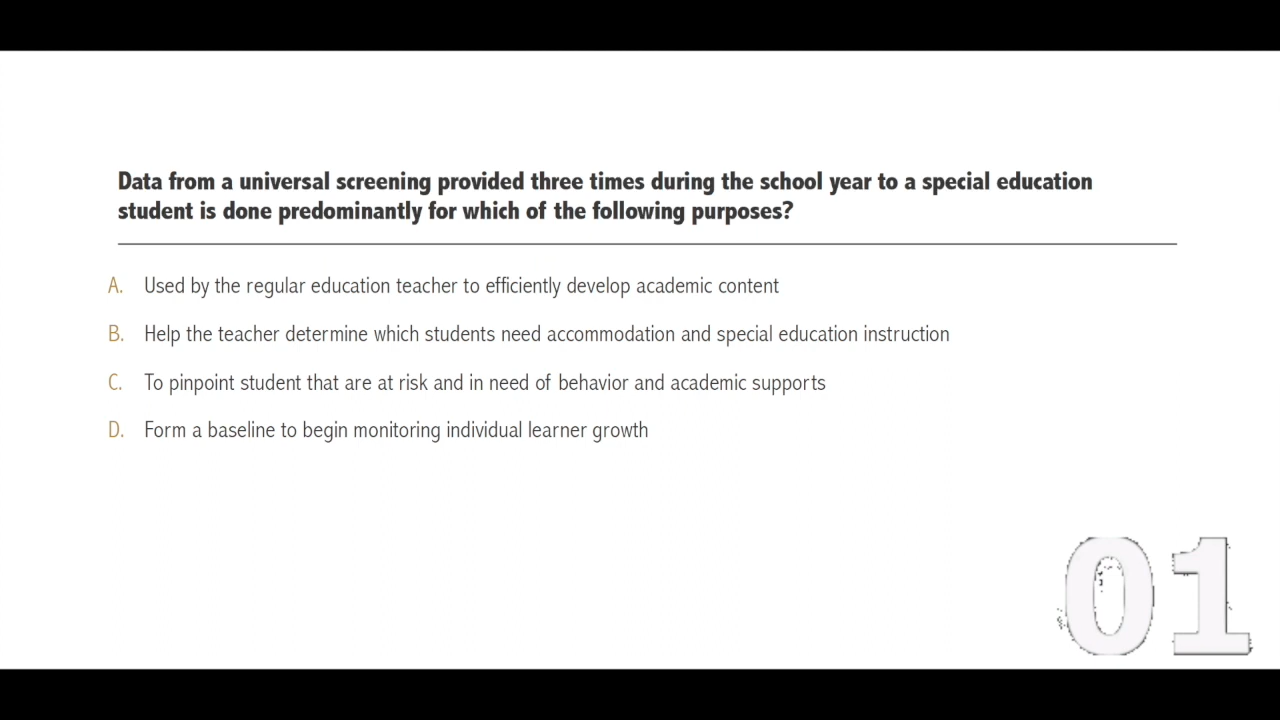 Data from a universal screening provided three times during the school year to a special education
student is done predominantly for which of the following purposes?
A. Used by the regular education teacher to efficiently develop academic content
B. Help the teacher determine which students need accommodation and special education instruction
C. To pinpoint student that are at risk and in need of behavior and academic supports
D. Form a baseline to begin monitoring individual learner growth
01